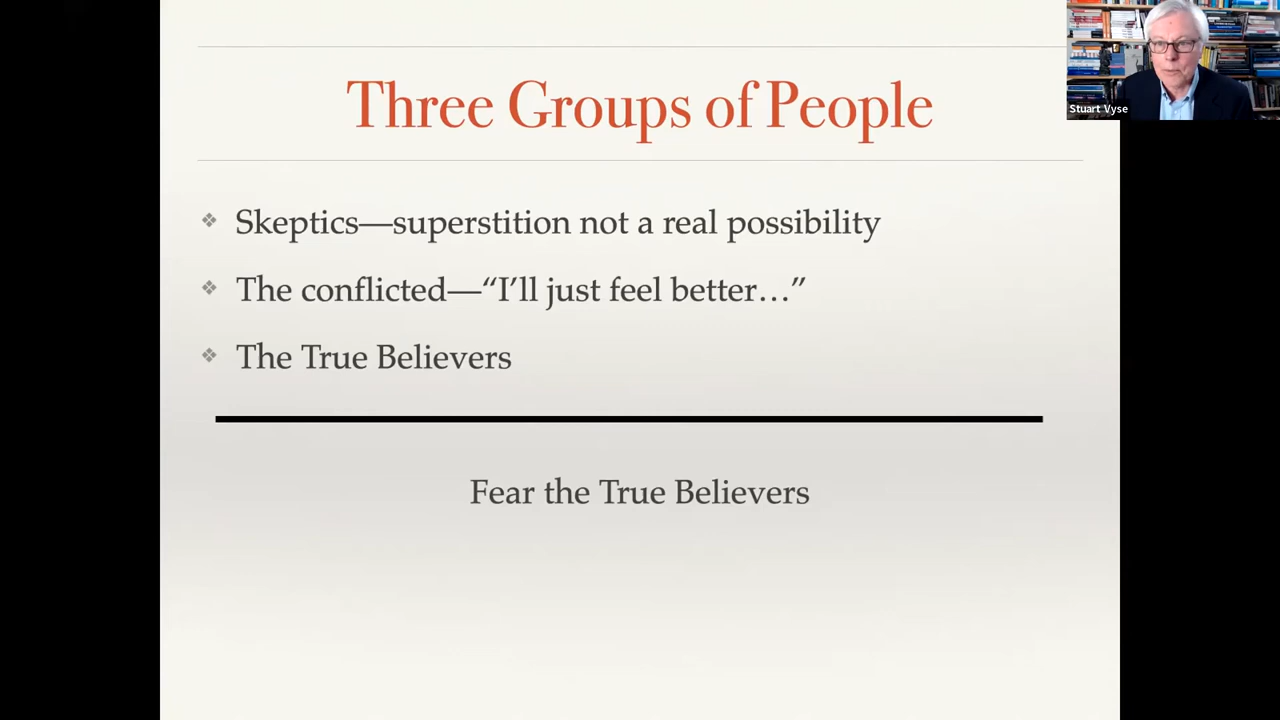 Three Groups of People
Stuart Vyse
❖ Skeptics—superstition not a real possibility
❖ The conflicted—“I’ll just feel better…”
❖ The True Believers
Fear the True Believers